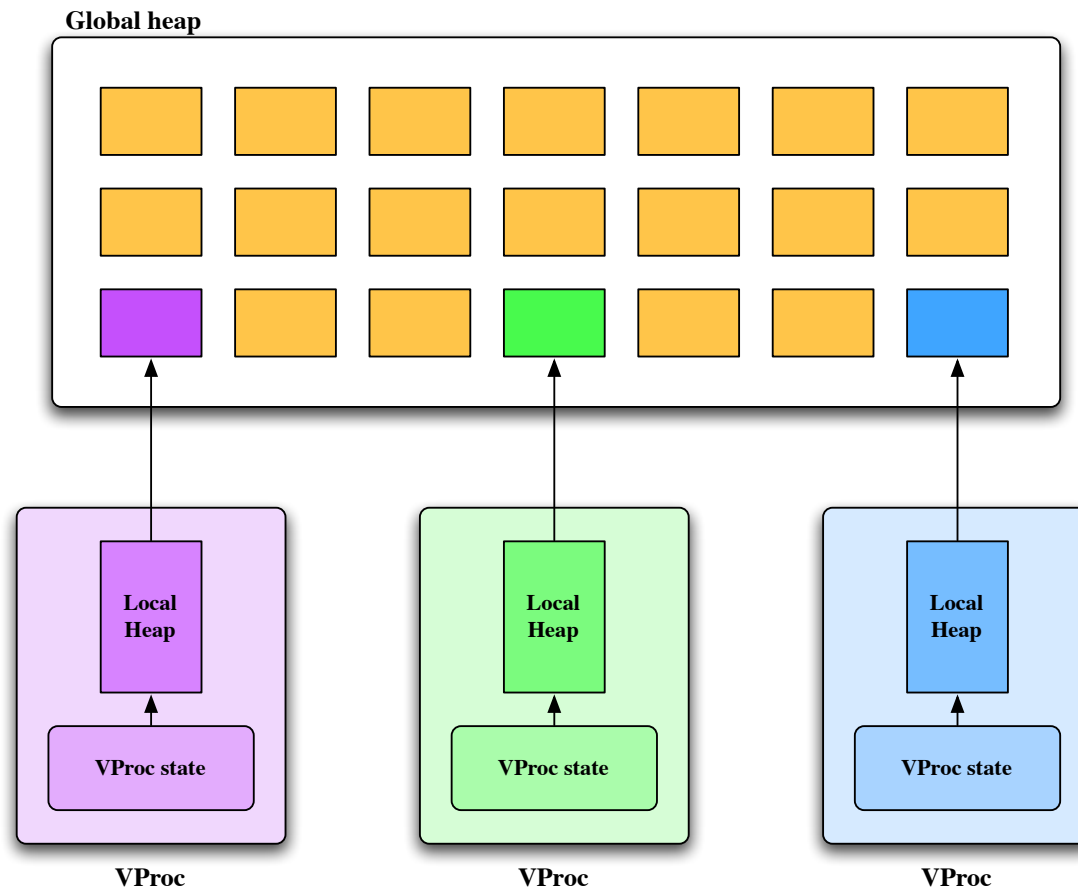 Global heap
Local
Heap
Local
Heap
Local
Heap
VProc state
VProc state
VProc state
VProc
VProc
VProc